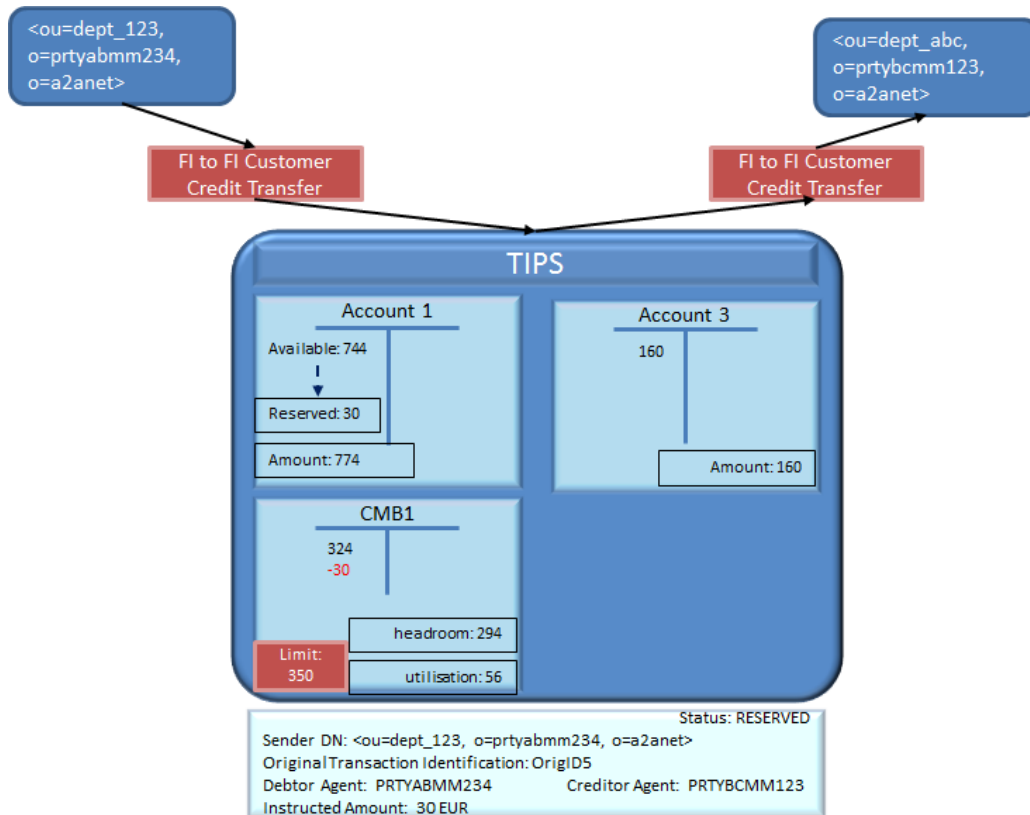 <ou=dept_123,
o=prtyabmm234,
o=a2anet>
<ou=dept_abc,
o=prtybcmm123,
o=a2anet>
FI to FI Customer
Credit Transfer
FI to FI Customer
Credit Transfer
TIPS
Account 1
Available: 744
Reserved: 30
Amount: 774
Account 3
160
Amount: 160
CMB1
324
-30
headroom: 294
Limit:
350
utilisation: 56
Status: RESERVED
Sender DN: <ou=dept_123, o=prtyabmm234, o=a2anet>
Original Transaction Identification: OrigID5
Debtor Agent: PRTYABMM234 Creditor Agent: PRTYBCMM123
Instructed Amount: 30 EUR